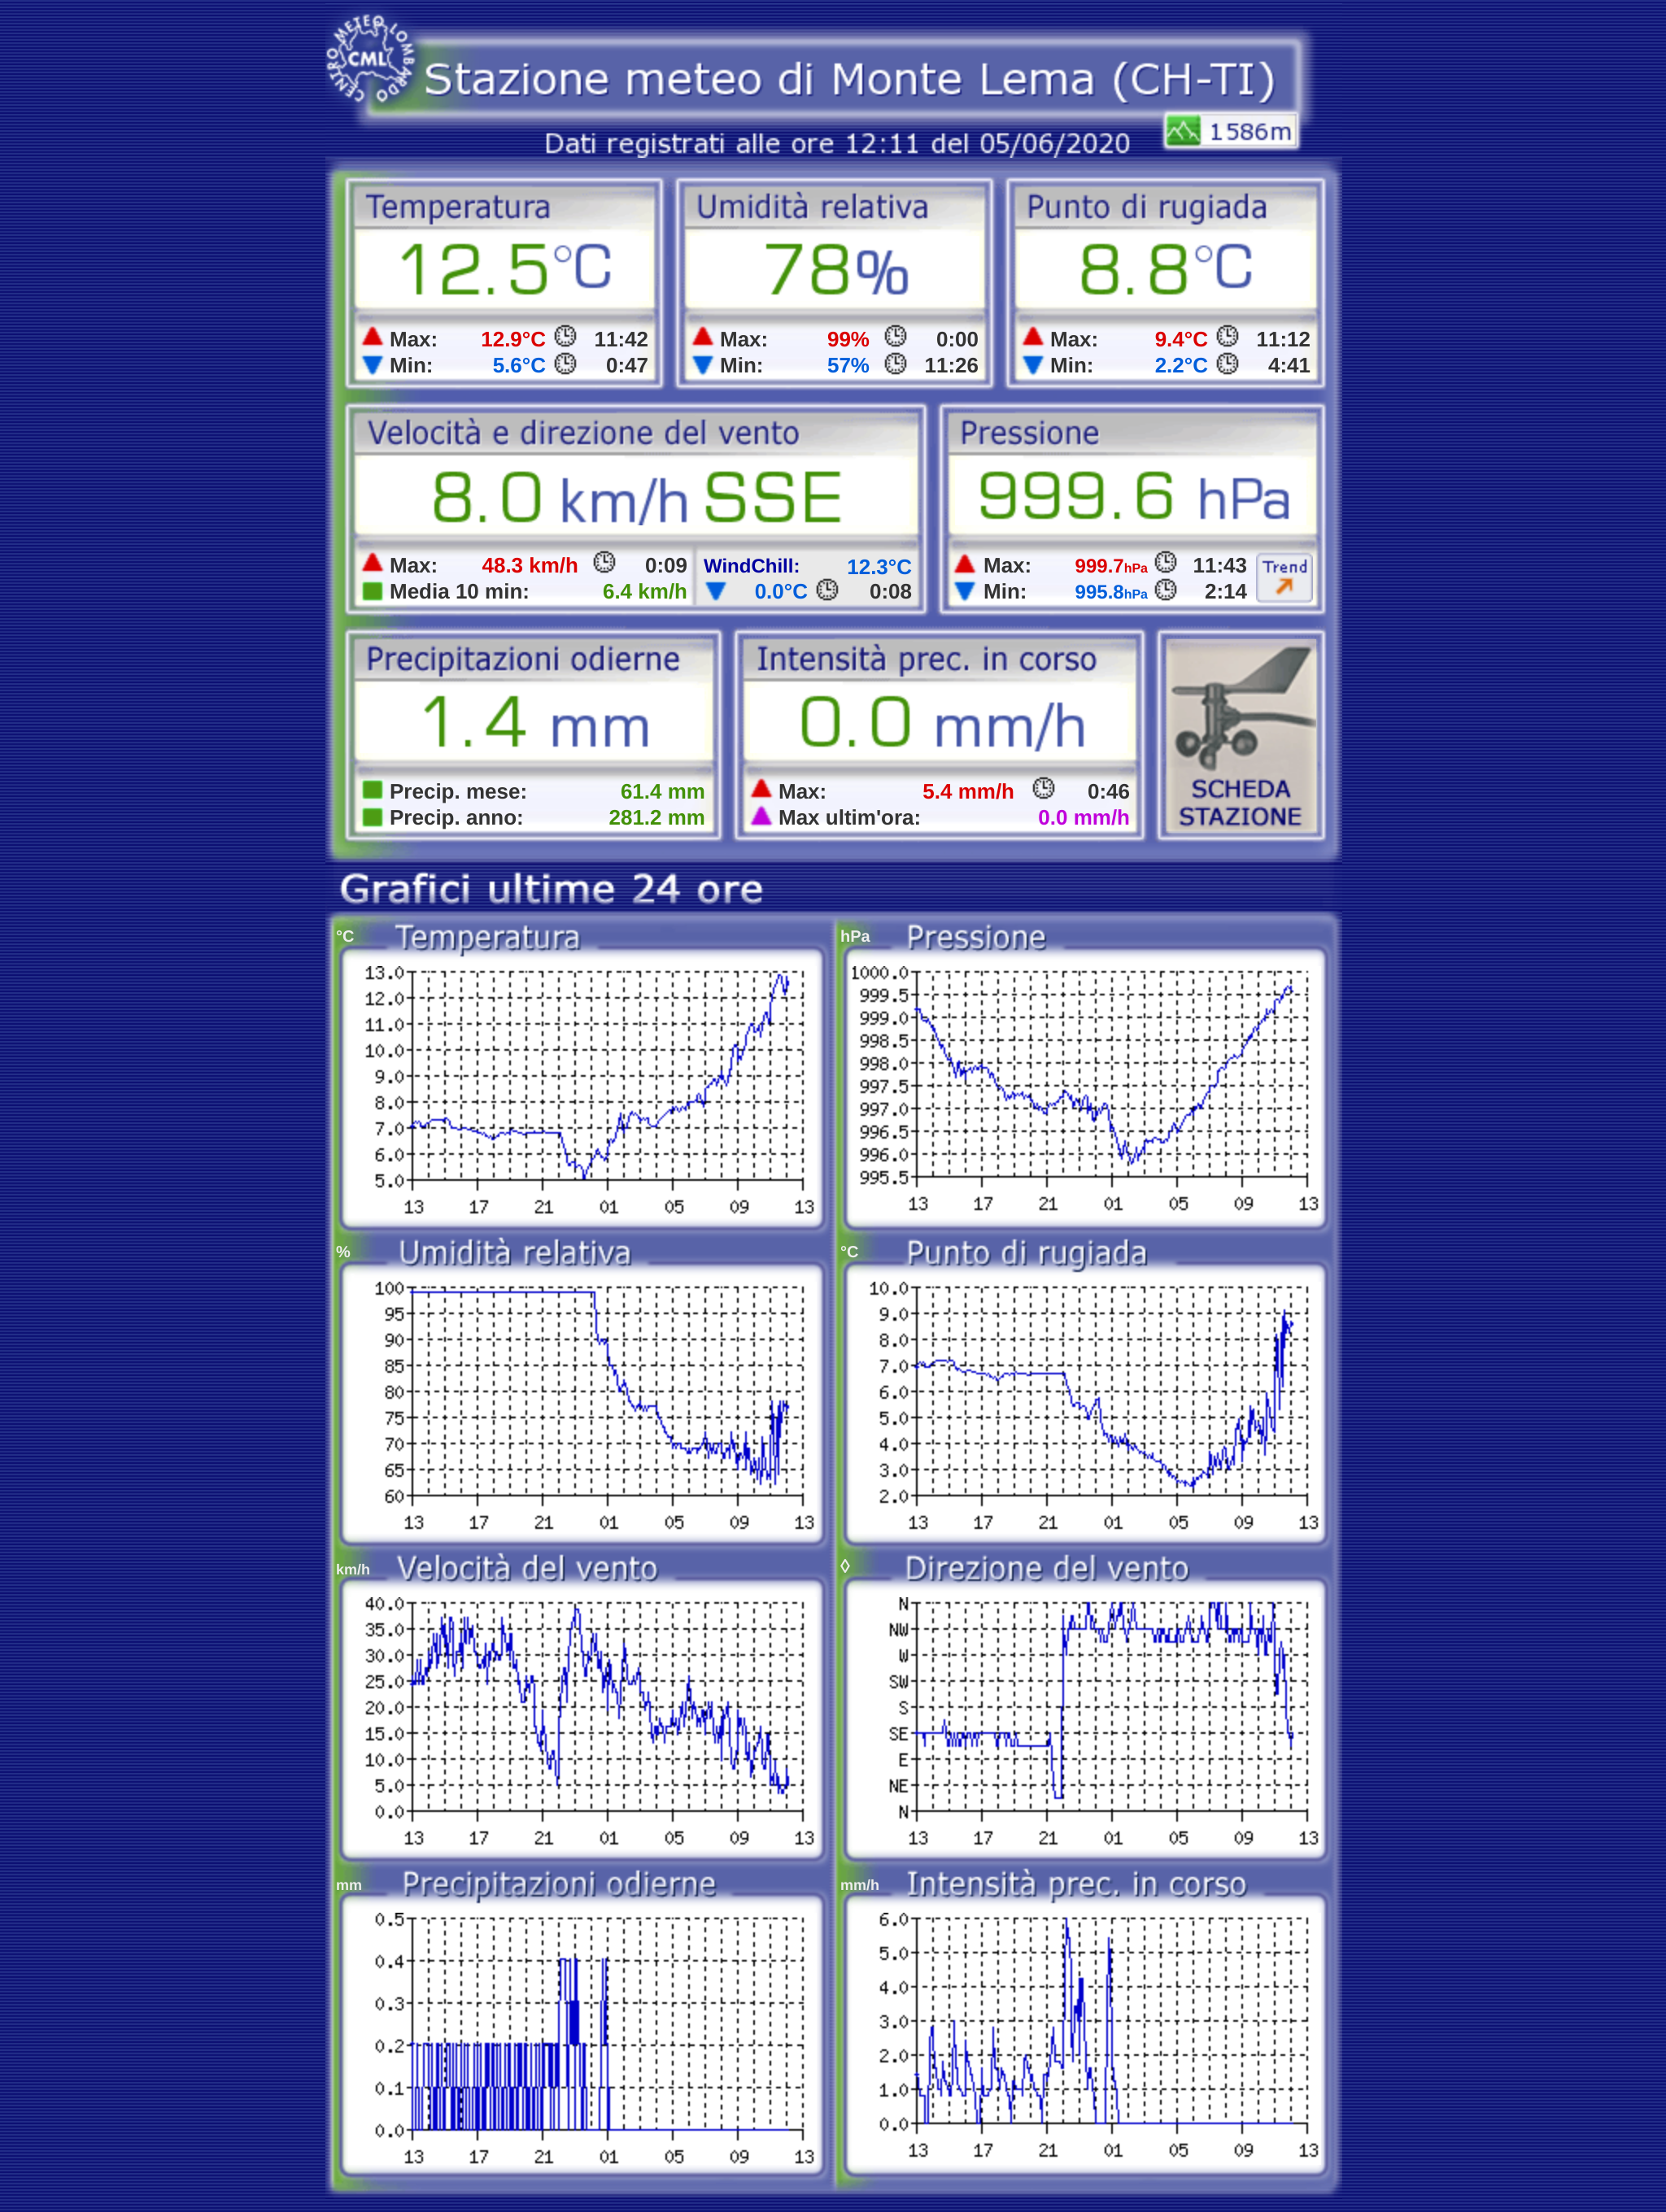 CENTRO METEO LOMBARDO
CML
Stazione meteo di Monte Lema (CH-TI)
1586m
Dati registrati alle ore 12:11 del 05/06/2020
Temperatura Umidità relativa Punto di rugiada
12.5°C 78% 8.8°C
Max: 12.9°C 11:42 Max: 99% 0:00 Max: 9.4°C 11:12
Min: 5.6°C 0:47 Min: 57% 11:26 Min: 2.2°C 4:41
Velocità e direzione del vento Pressione
8.0 km/h SSE 999.6 hPa
Max: 48.3 km/h 0:09 WindChill: 12.3°C Max: 999.7hPa 11:43 Trend
Media 10 min: 6.4 km/h 0.0°C 0:08 Min: 995.8hPa 2:14
Precipitazioni odierne Intensità prec. in corso
1.4 mm 0.0 mm/h
Precip. mese: 61.4 mm Max: 5.4 mm/h 0:46 SCHEDA
Precip. anno: 281.2 mm Max ultim'ora: 0.0 mm/h STAZIONE
Grafici ultime 24 ore
°C Temperatura
13.0
12.0
11.0
10.0
9.0
8.0
7.0
6.0
5.0
13 17 21 01 05 09 13
hPa Pressione
1000.0
999.5
999.0
998.5
998.0
997.5
997.0
996.5
996.0
995.5
13 17 21 01 05 09 13
% Umidità relativa
100
95
90
85
80
75
70
65
60
13 17 21 01 05 09 13
°C Punto di rugiada
10.0
9.0
8.0
7.0
6.0
5.0
4.0
3.0
2.0
13 17 21 01 05 09 13
km/h Velocità del vento
40.0
35.0
30.0
25.0
20.0
15.0
10.0
5.0
0.0
13 17 21 01 05 09 13
◊ Direzione del vento
N
NW
W
SW
S
SE
E
NE
N
13 17 21 01 05 09 13
mm Precipitazioni odierne
0.5
0.4
0.3
0.2
0.1
0.0
13 17 21 01 05 09 13
mm/h Intensità prec. in corso
6.0
5.0
4.0
3.0
2.0
1.0
0.0
13 17 21 01 05 09 13